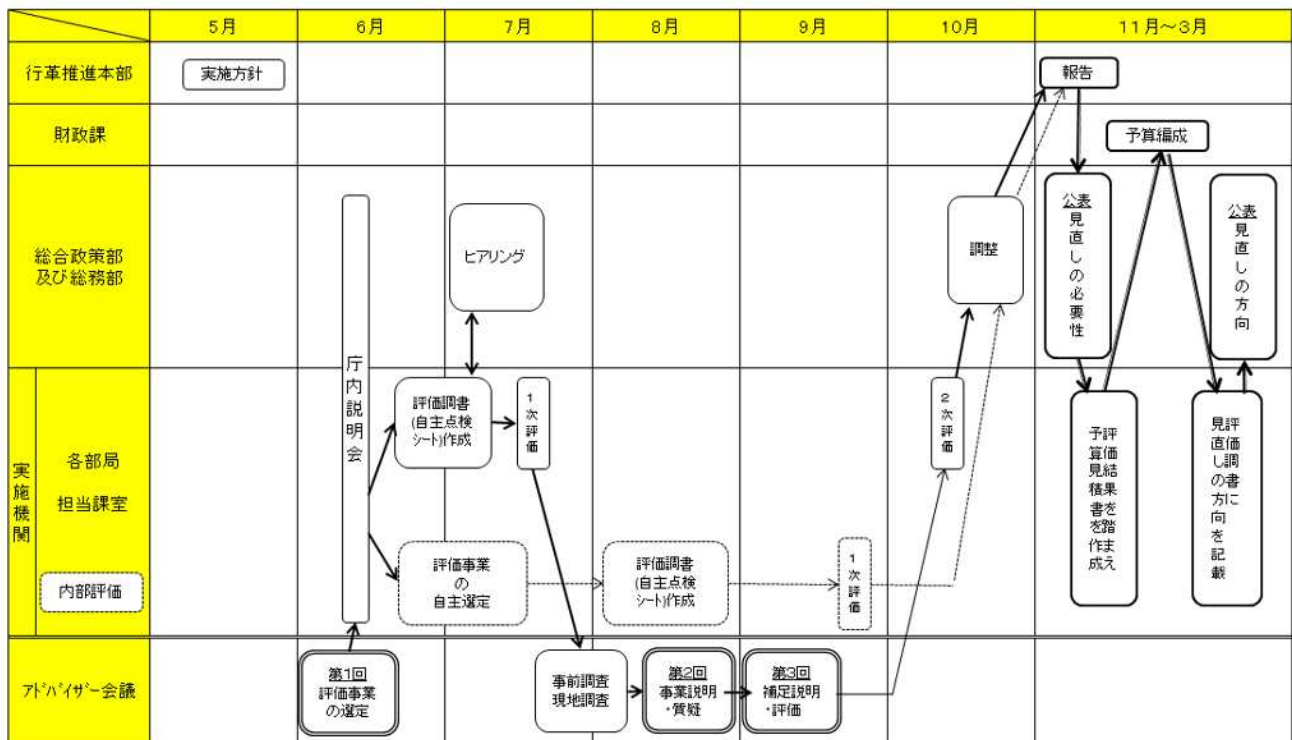 5月
6月
7月
8月
9月
10月
11月～3月
行革推進本部
実施方針
報告
財政課
予算編成
総合政策部
及び総務部
ヒアリング
調整
公表
見直しの必要性
公表
見直しの方向
庁内説明会
実施機関
各部局
担当課室
評価調書
(自主点検
シート)作成
1次評価
2次評価
評価結果を踏まえ
予算見積書を作成
評価調書に
見直しの方向を記載
内部評価
評価事業
の
自主選定
評価調書
(自主点検
シート)作成
1次評価
アドバイザー会議
第1回
評価事業
の選定
事前調査
現地調査
第2回
事業説明
・質疑
第3回
補足説明
・評価